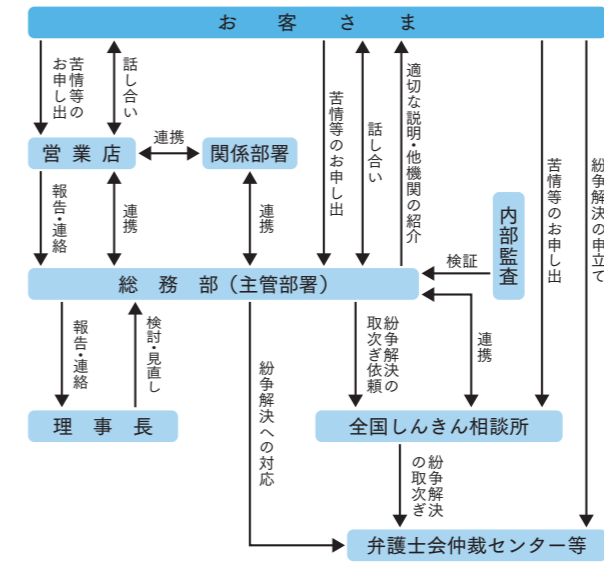 お客さま
苦情等の
お申し出
話し合い
苦情等のお申し出
話し合い
適切な説明・他機関の紹介
苦情等のお申し出
紛争解決の申立て
営業店
連携
関係部署
報告・連絡
連携
連携
内部監査
検証
総務部（主管部署）
報告・連絡
検討・見直し
紛争解決への対応
紛争解決の
取次ぎ依頼
連携
理事長
全国しんきん相談所
紛争解決
の取次ぎ
弁護士会仲裁センター等